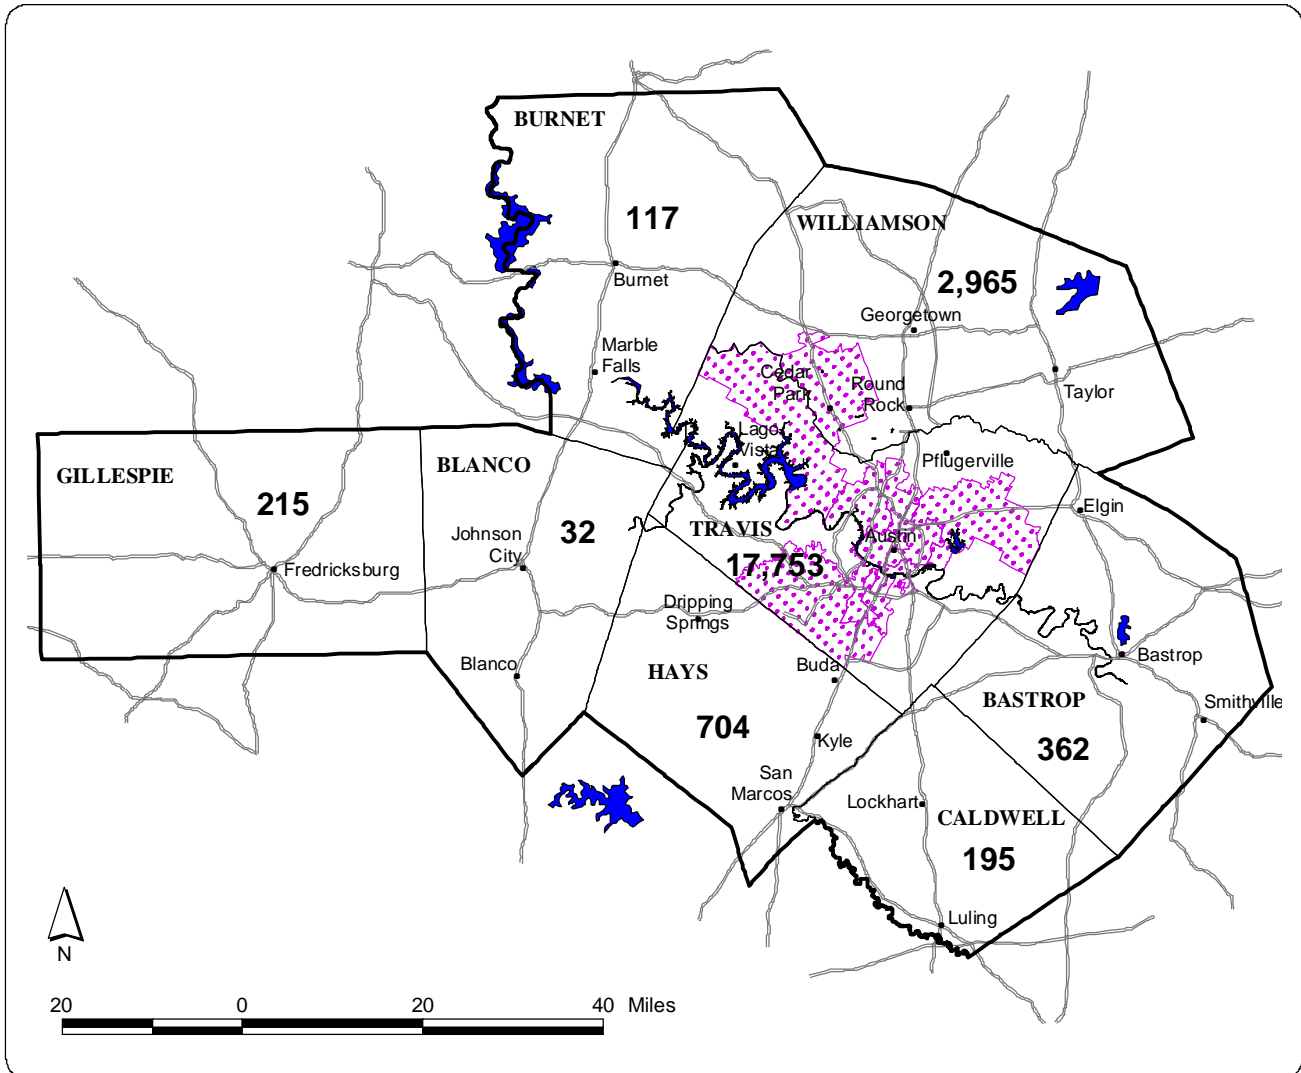 BURNET
117
WILLIAMSON
2,965
Burnet
Georgetown
Marble
Falls
Cedar
Park
Round
Rock
Taylor
Lago
Vista
Pflugerville
GILLESPIE
BLANCO
215
32
Johnson
City
TRAVIS
Elgin
Austin
17,753
Fredricksburg
Dripping
Springs
Blanco
HAYS
Buda
Bastrop
BASTROP
Smithville
704
Kyle
362
San
Marcos
Lockhart
CALDWELL
195
Luling
N
20 0 20 40 Miles